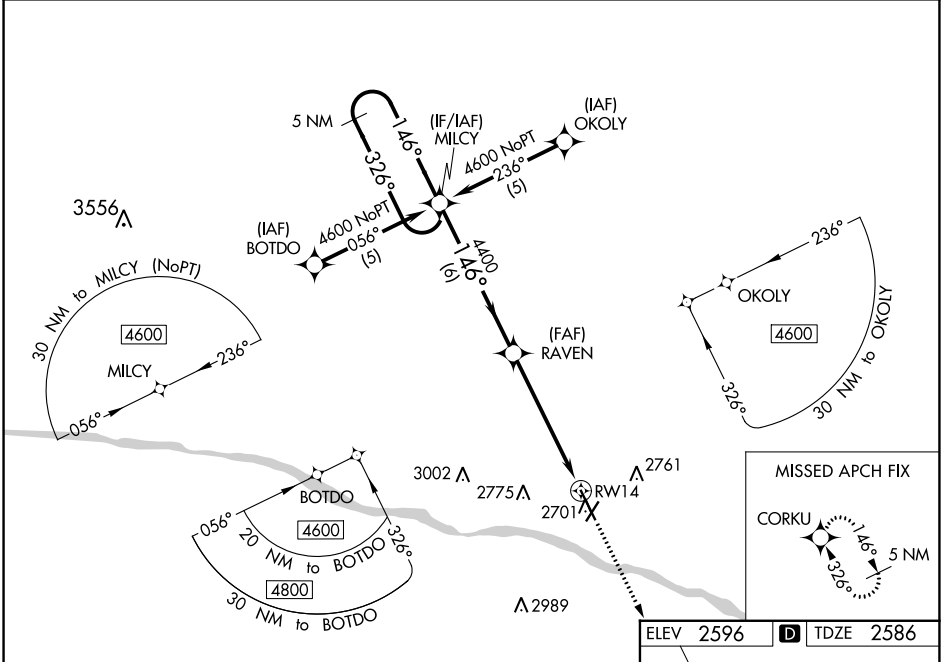 5 NM
146°
326°
(IF/IAF)
MILCY
(IAF)
OKOLY
4600 NoPT
236°
(5)
3556
(IAF)
BOTDO
4600 NoPT
056°
(5)
4400
146°
(6)
(FAF)
RAVEN
30 NM to MILCY (NoPT)
4600
MILCY
236°
056°
236°
OKOLY
4600
326°
30 NM to OKOLY
3002
2775
2761
RW14
2701
BOTDO
056°
4600
326°
20 NM to BOTDO
4800
30 NM to BOTDO
2989
MISSED APCH FIX
CORKU
146°
326°
5 NM
ELEV 2596 D TDZE 2586